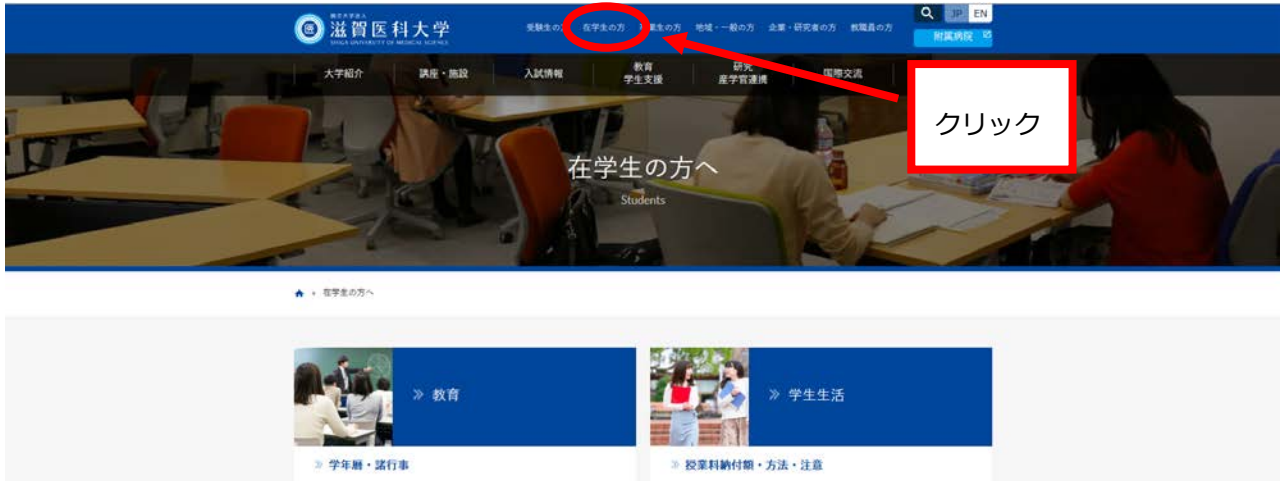 滋賀医科大学
SHIGA UNIVERSITY OF MEDICAL SCIENCE
受験生の 在学生の方 業生の方 地域・一般の方 企業・研究者の方 教職員の方
JP EN
附属病院
大学紹介 講座・施設 入試情報 教育 学生支援 研究 産学官連携 国際交流
クリック
在学生の方へ
Students
在学生の方へ
» 教育
» 学生生活
» 学年暦・諸行事
» 授業料納付額・方法・注意